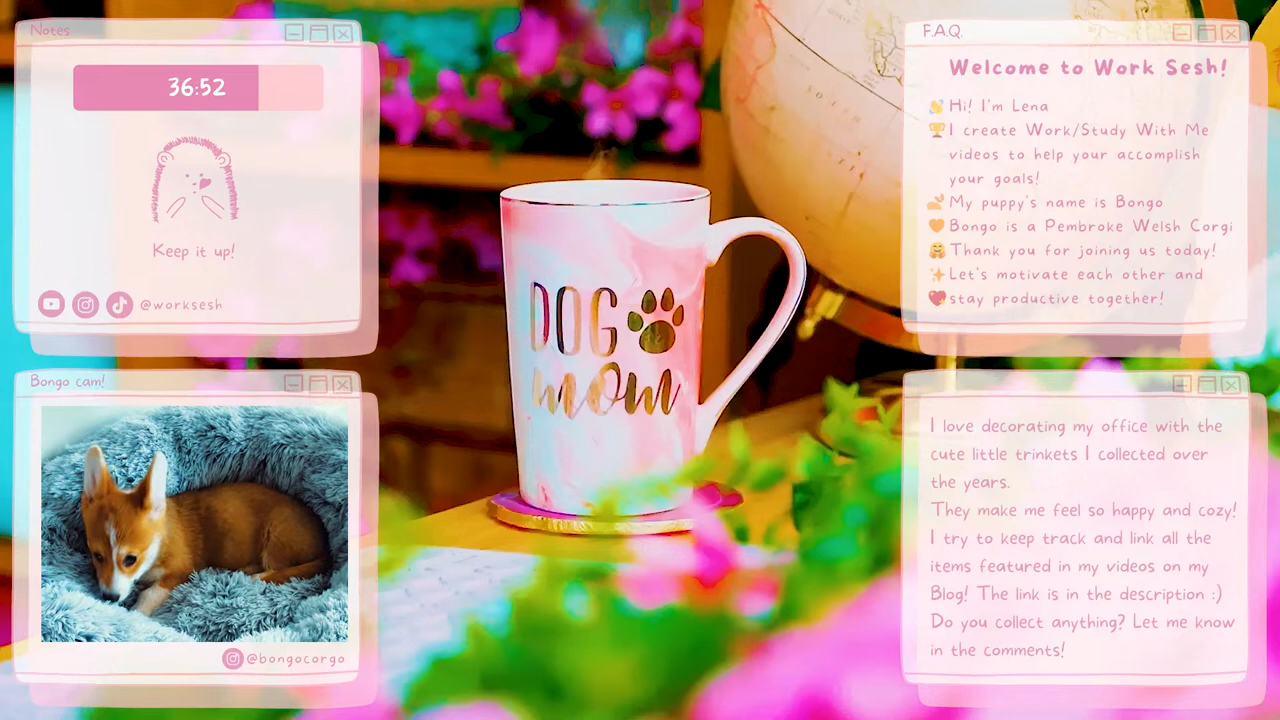 Notes
36:52
Keep it up!
@worksesh
Bongo cam!
@bongocorgo
DOG
mom
F.A.Q.
Welcome to Work Sesh!
Hi! I'm Lena
I create Work/Study With Me
videos to help your accomplish
your goals!
My puppy's name is Bongo
Bongo is a Pembroke Welsh Corgi
Thank you for joining us today!
Let's motivate each other and
stay productive together!
I love decorating my office with the
cute little trinkets I collected over
the years.
They make me feel so happy and cozy!
I try to keep track and link all the
items featured in my videos on my
Blog! The link is in the description :)
Do you collect anything? Let me know
in the comments!